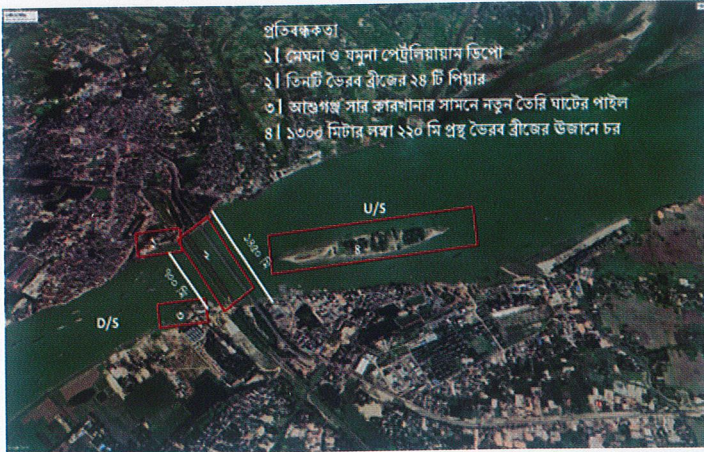 প্রতিবন্ধকতা
১। মেঘনা ও যমুনা পেট্রলিয়ায়াম ডিপো
২। তিনটি ভৈরব ব্রীজের ২৪ টি পিয়ার
৩। আশুগঞ্জ সার কারখানার সামনে নতুন তৈরি ঘাটের পাইল
৪। ১৩০০ মিটার লম্বা ২২০ মি প্রস্থ ভৈরব ব্রীজের উজানে চর
U/S
২
৪
৩
D/S